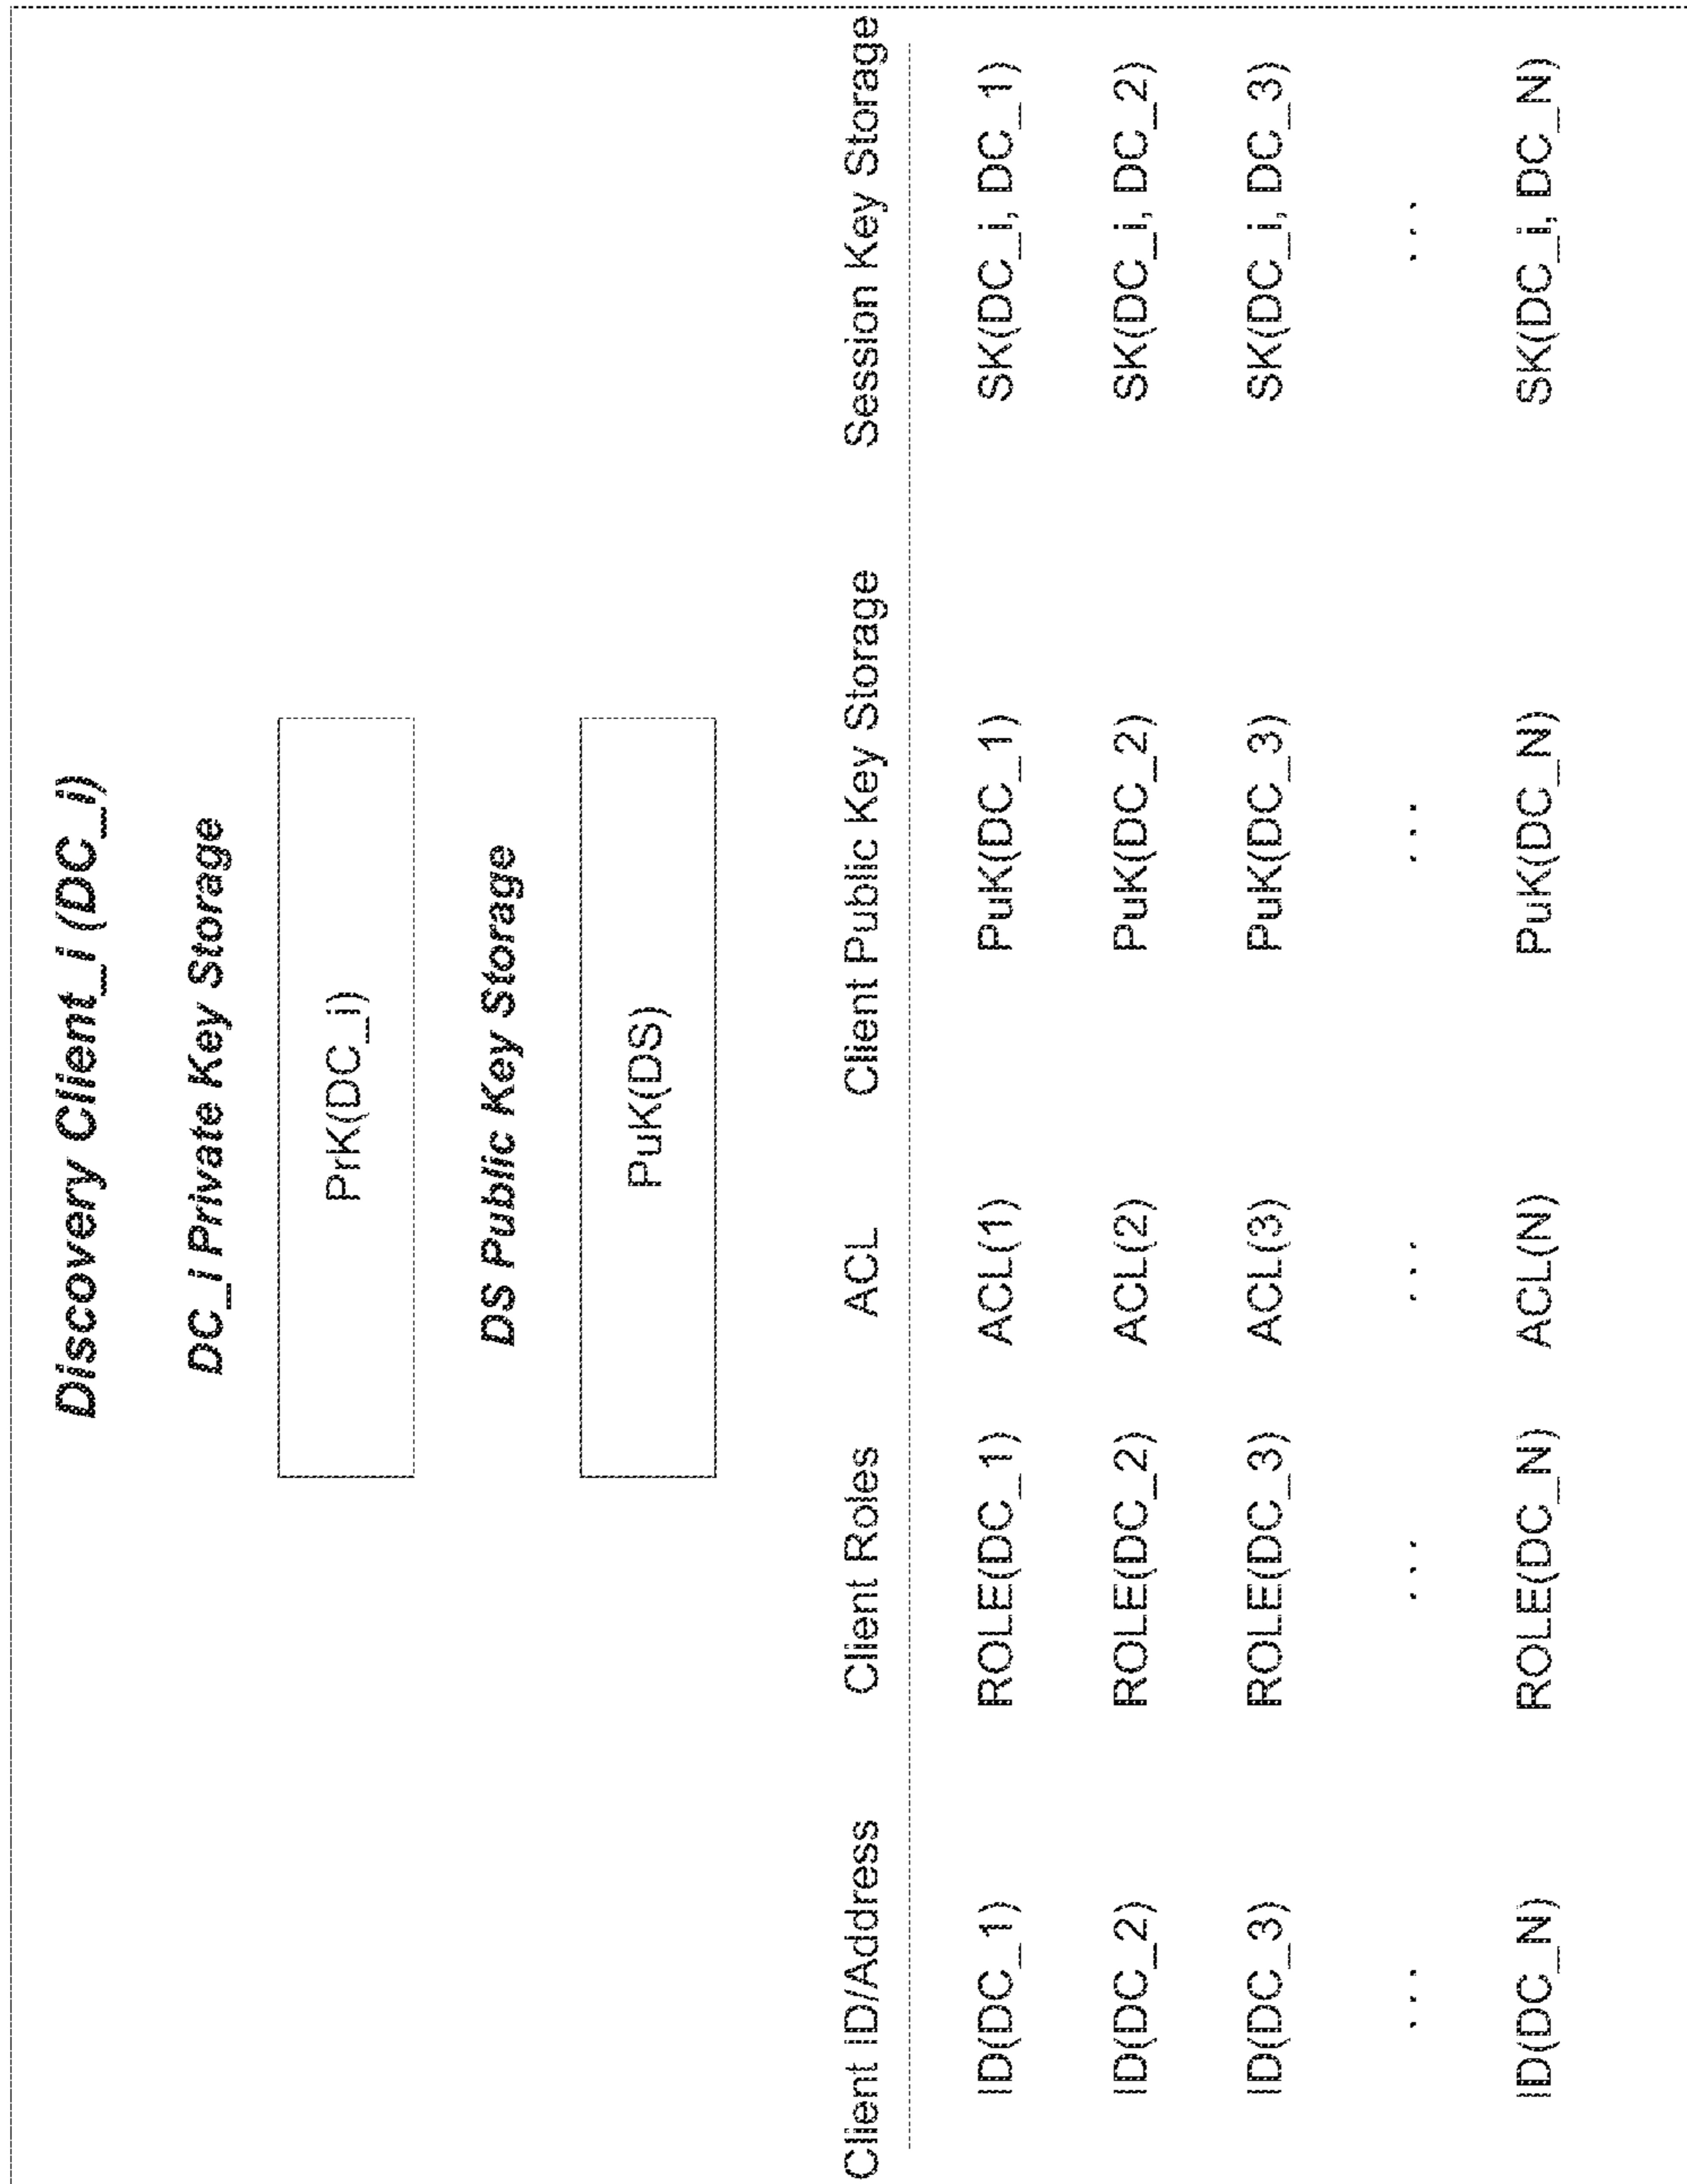 Discovery Client_i (DC_i)
DC_i Private Key Storage
PrK(DC_i)
DS Public Key Storage
PuK(DS)
Client ID/Address Client Roles ACL Client Public Key Storage Session Key Storage
ID(DC_1) ROLE(DC_1) ACL(1) PuK(DC_1) SK(DC_i, DC_1)
ID(DC_2) ROLE(DC_2) ACL(2) PuK(DC_2) SK(DC_i, DC_2)
ID(DC_3) ROLE(DC_3) ACL(3) PuK(DC_3) SK(DC_i, DC_3)
... ... ... ... ...
ID(DC_N) ROLE(DC_N) ACL(N) PuK(DC_N) SK(DC_i, DC_N)